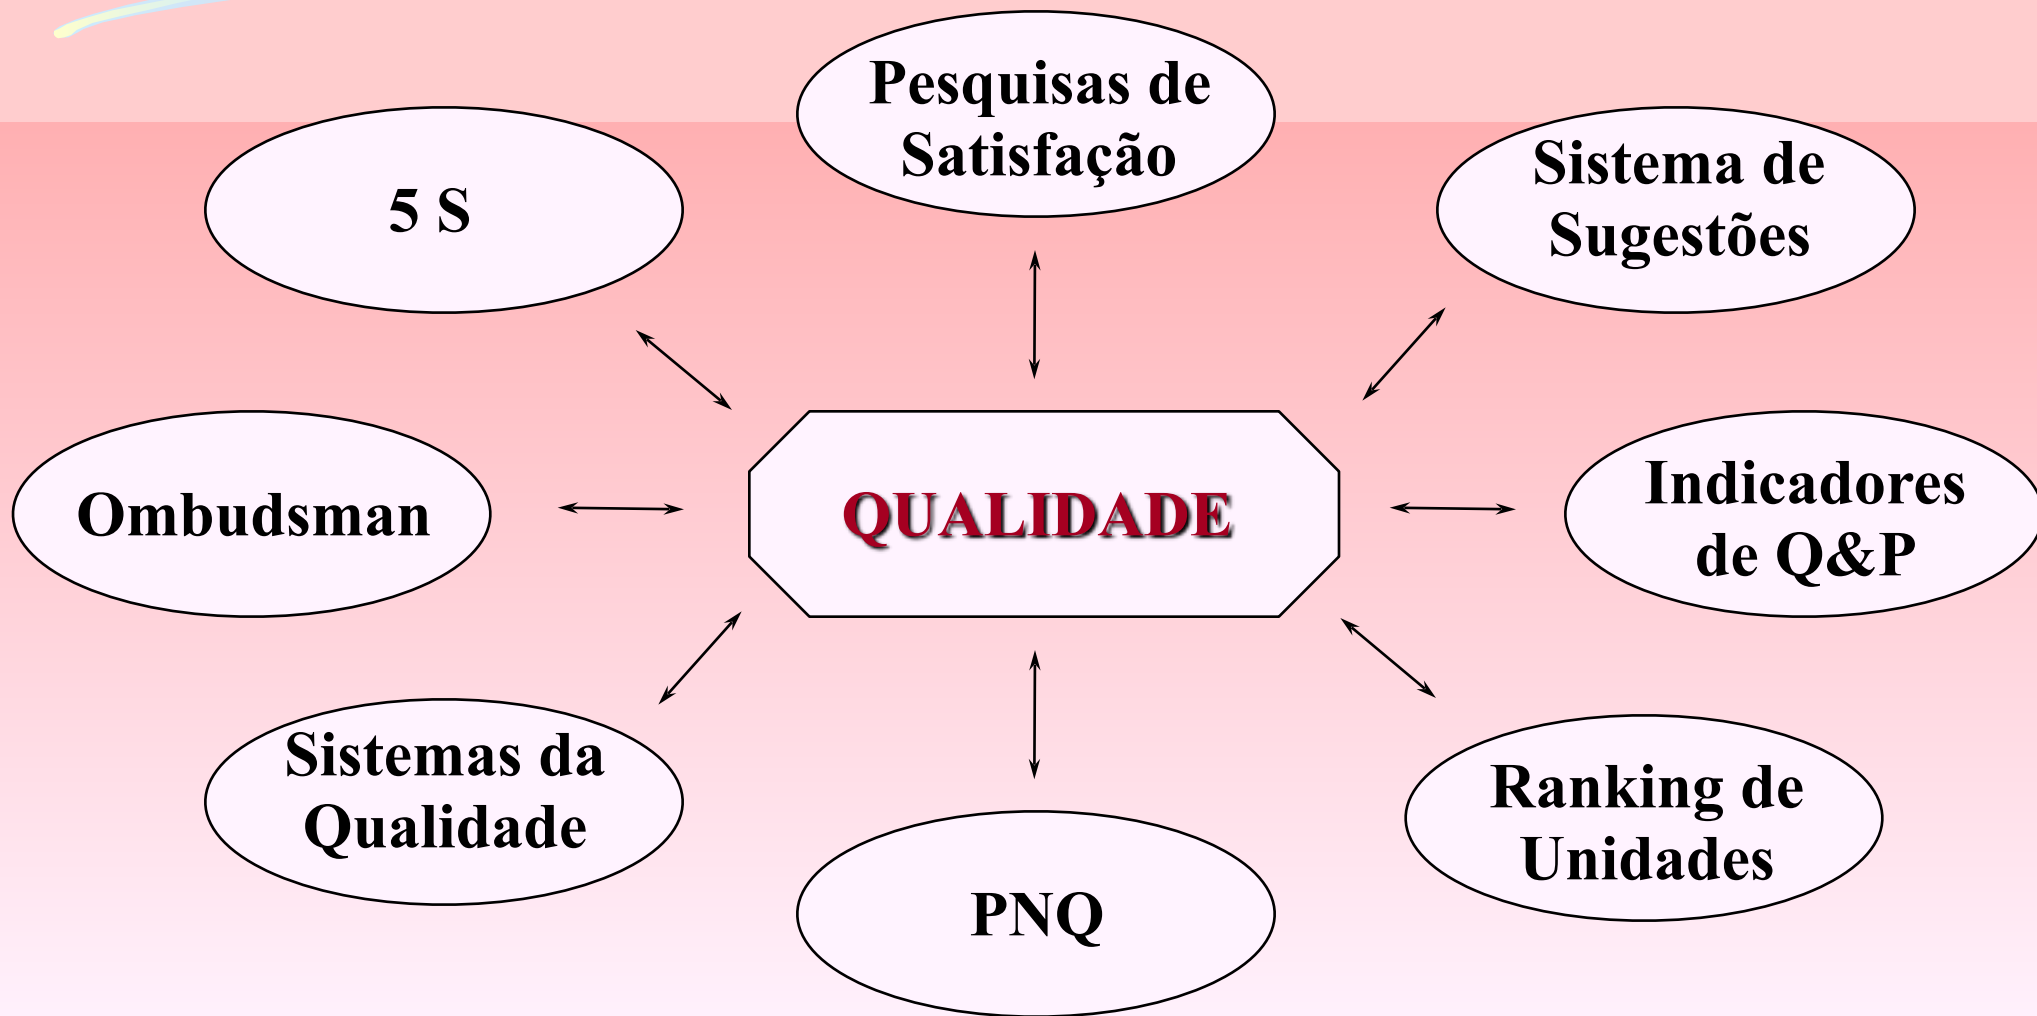 Pesquisas de
Satisfação
5 S
Sistema de
Sugestões
Ombudsman
QUALIDADE
Indicadores
de Q&P
Sistemas da
Qualidade
Ranking de
Unidades
PNQ